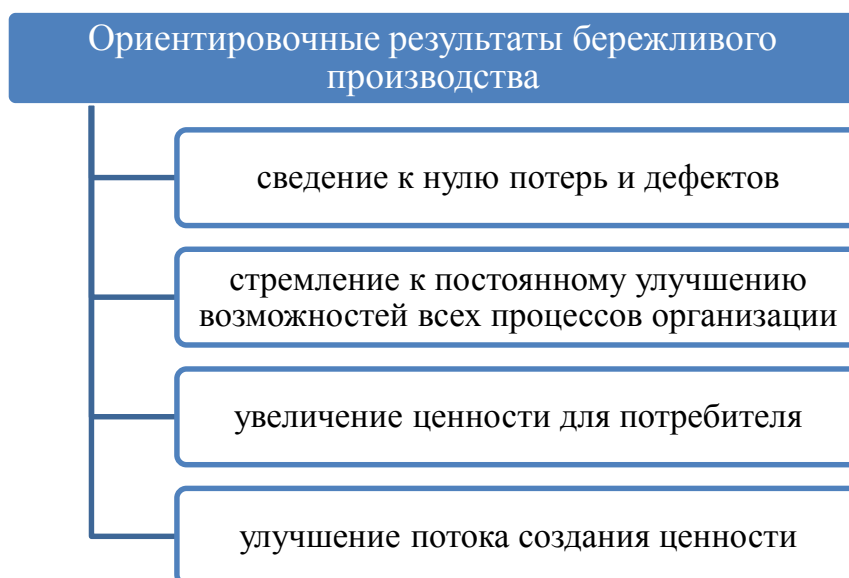 Ориентировочные результаты бережливого
производства
сведение к нулю потерь и дефектов
стремление к постоянному улучшению
возможностей всех процессов организации
увеличение ценности для потребителя
улучшение потока создания ценности